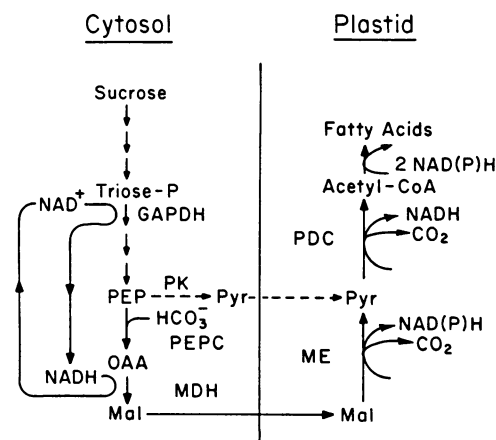 Cytosol
Plastid
Sucrose
Fatty Acids
2 NAD(P)H
Acetyl-CoA
Triose-P
NAD⁺
GAPDH
NADH
CO₂
PDC
PK
PEP
Pyr
Pyr
HCO₃⁻
PEPC
NAD(P)H
CO₂
ME
OAA
NADH
MDH
Mal
Mal